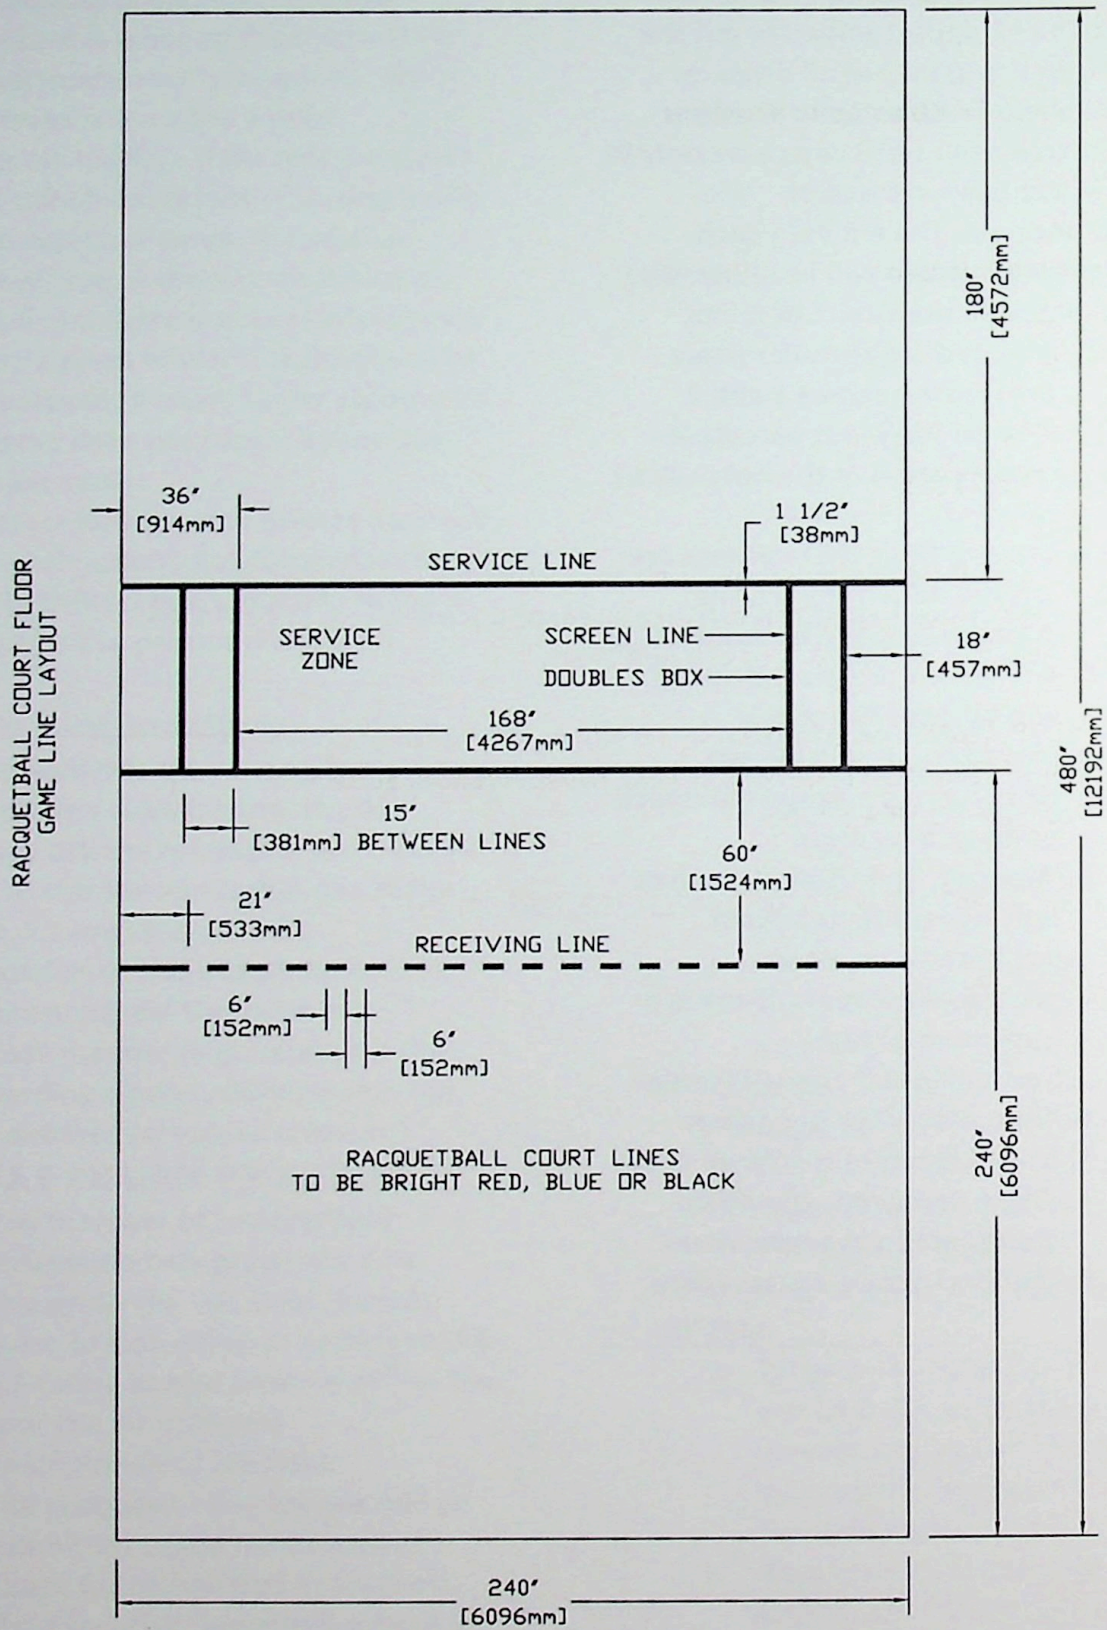 180"
[4572mm]
36"
[914mm]
1 1/2"
[38mm]
SERVICE LINE
RACQUETBALL COURT FLOOR
GAME LINE LAYOUT
SERVICE
ZONE
SCREEN LINE
DOUBLES BOX
18"
[457mm]
168"
[4267mm]
480"
[12192mm]
15"
[381mm] BETWEEN LINES
60"
[1524mm]
21"
[533mm]
RECEIVING LINE
6"
[152mm]
6"
[152mm]
240"
[6096mm]
RACQUETBALL COURT LINES
TO BE BRIGHT RED, BLUE OR BLACK
240"
[6096mm]